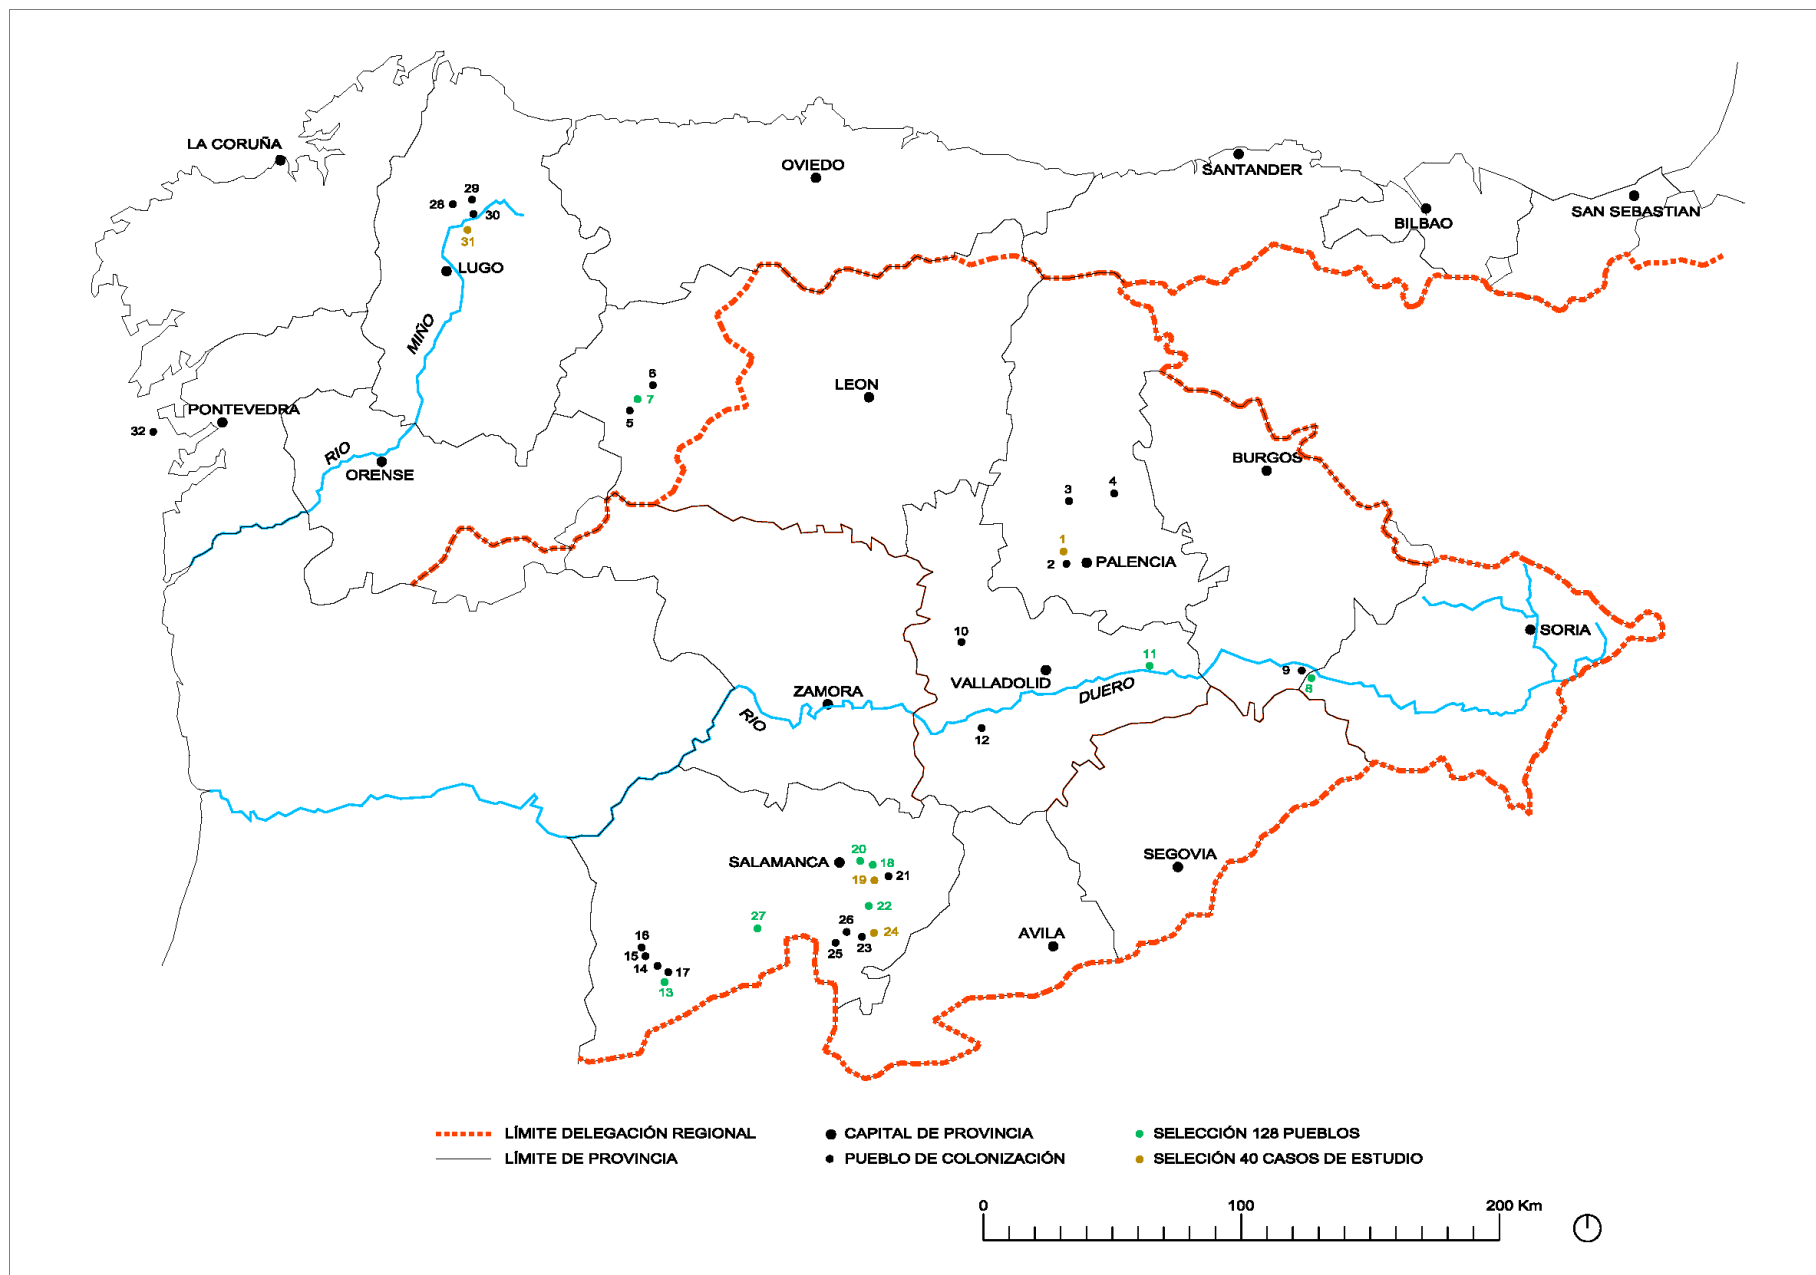 LA CORUÑA
OVIEDO
SANTANDER
BILBAO
SAN SEBASTIAN
29
28
30
31
LUGO
MIÑO
6
7
5
LEON
PONTEVEDRA
32
RIO
ORENSE
BURGOS
3
4
1
2
PALENCIA
SORIA
10
11
9
8
VALLADOLID
DUERO
ZAMORA
RIO
12
SALAMANCA
20
18
19
21
22
SEGOVIA
27
26
24
23
25
AVILA
16
15
14
17
13
LÍMITE DELEGACIÓN REGIONAL
LÍMITE DE PROVINCIA
CAPITAL DE PROVINCIA
PUEBLO DE COLONIZACIÓN
SELECCIÓN 128 PUEBLOS
SELECIÓN 40 CASOS DE ESTUDIO
0
100
200 Km